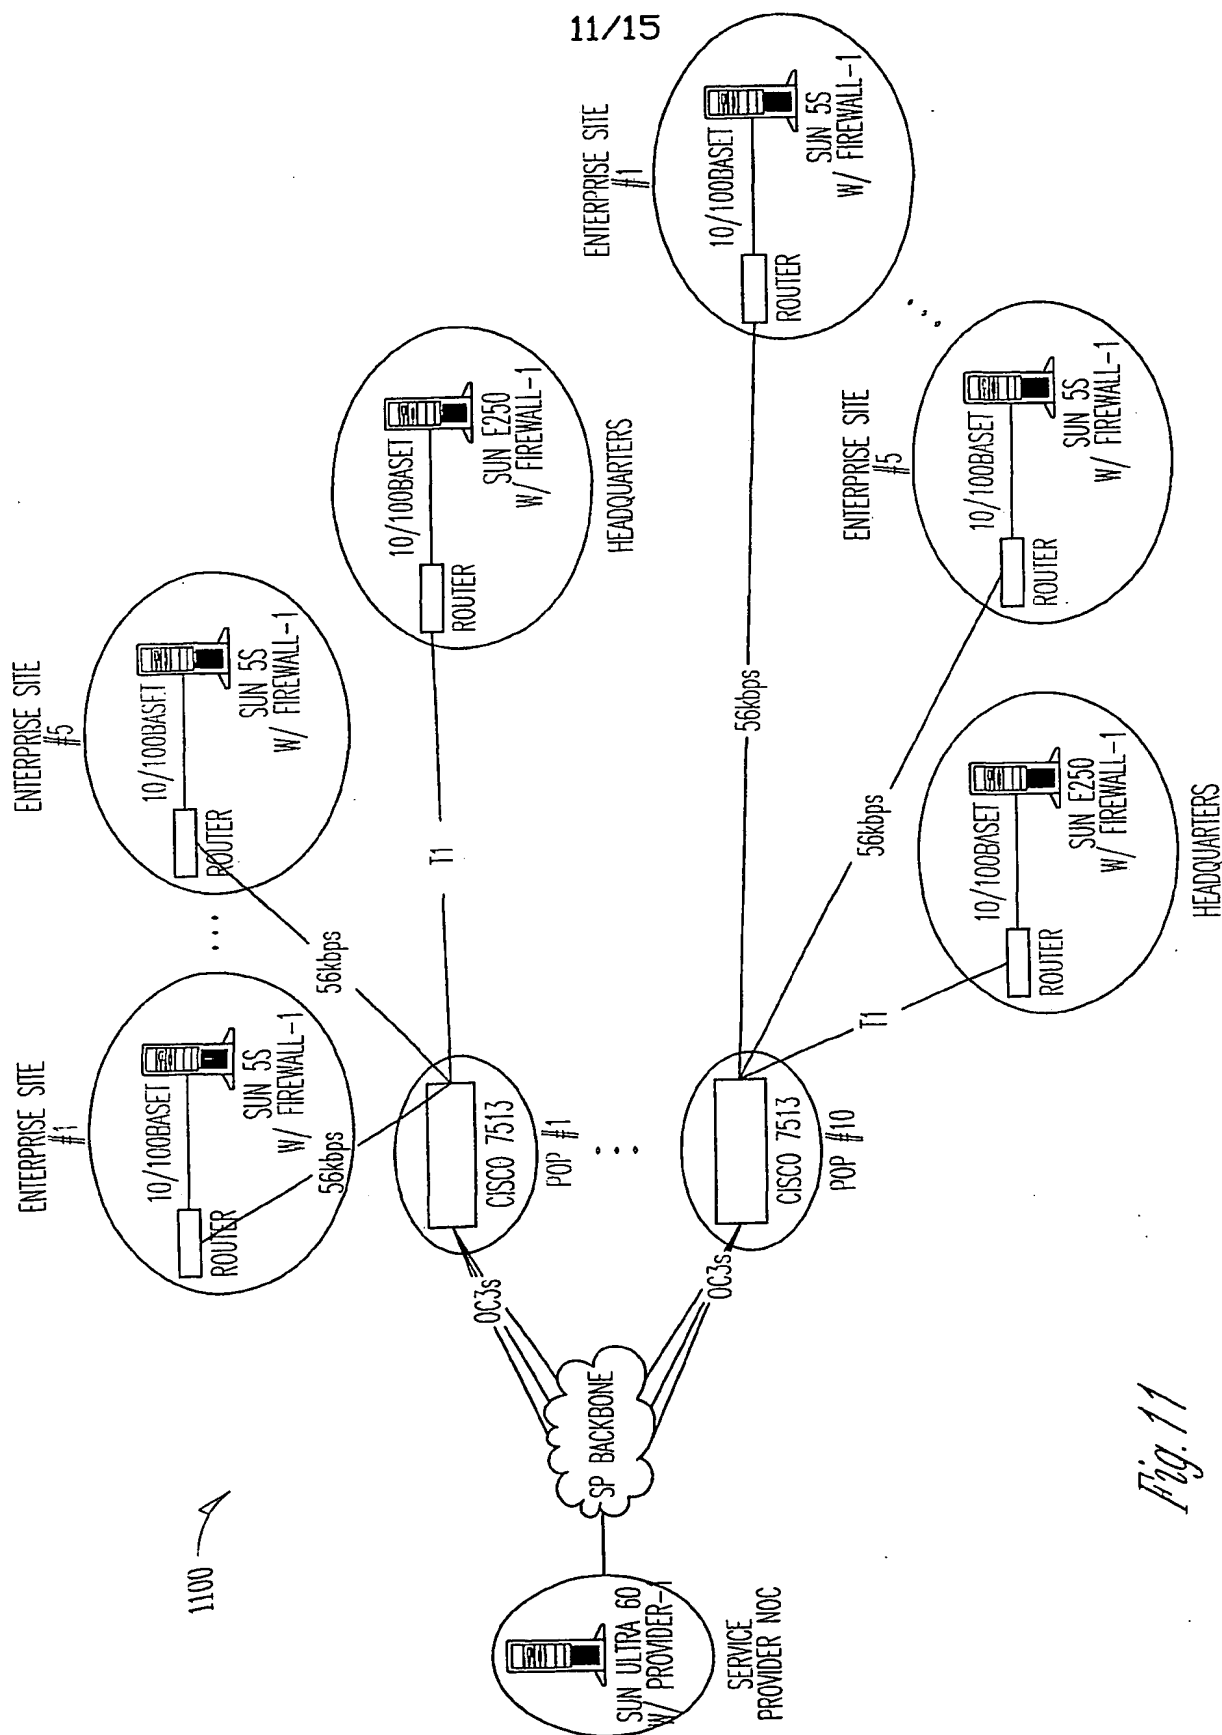 11/15
1100
ENTERPRISE SITE
#1
10/100BASET
ROUTER
SUN 5S
W/ FIREWALL-1
56kbps
...
ENTERPRISE SITE
#5
10/100BASET
ROUTER
SUN 5S
W/ FIREWALL-1
56kbps
T1
10/100BASET
ROUTER
SUN E250
W/ FIREWALL-1
HEADQUARTERS
CISCO 7513
POP #1
...
OC3s
SP BACKBONE
SUN ULTRA 60
W/ PROVIDER-1
SERVICE
PROVIDER NOC
OC3s
CISCO 7513
POP #10
56kbps
ENTERPRISE SITE
#1
10/100BASET
ROUTER
SUN 5S
W/ FIREWALL-1
...
56kbps
ENTERPRISE SITE
#5
10/100BASET
ROUTER
SUN 5S
W/ FIREWALL-1
T1
10/100BASET
ROUTER
SUN E250
W/ FIREWALL-1
HEADQUARTERS
Fig. 11